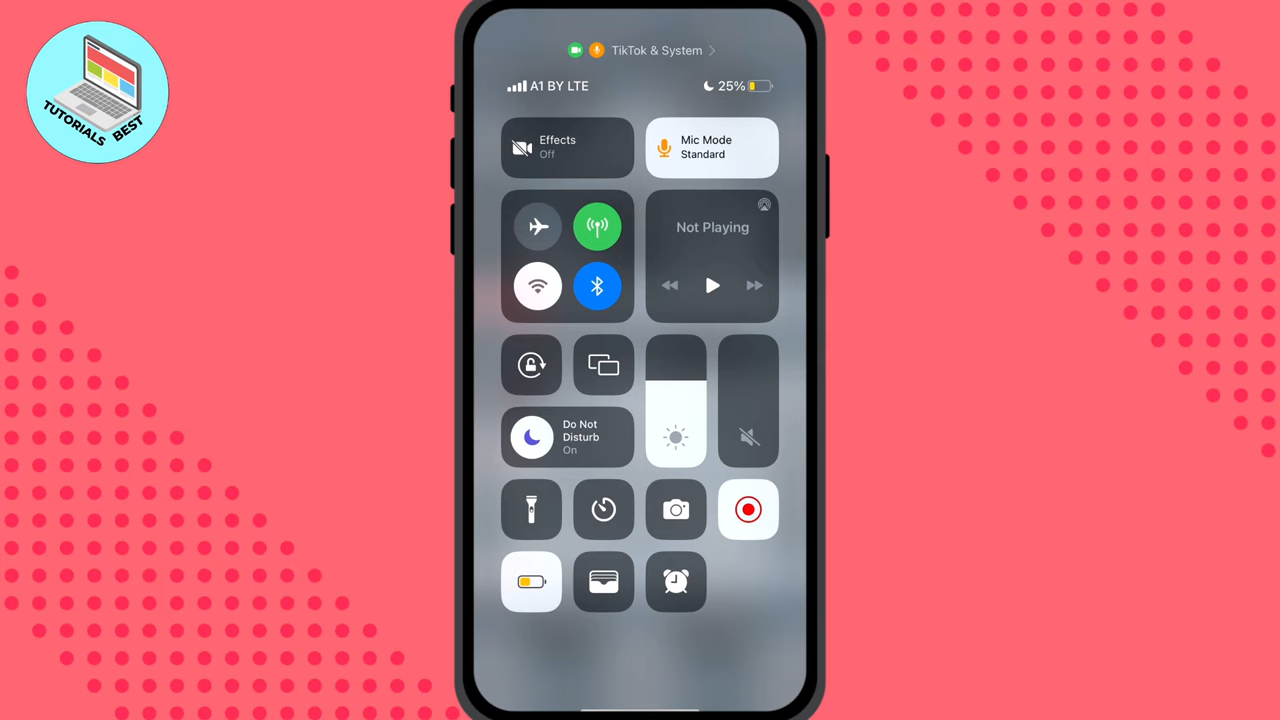 TUTORIALS BEST
TikTok & System
A1 BY LTE
25%
Effects
Off
Mic Mode
Standard
Not Playing
Do Not
Disturb
On